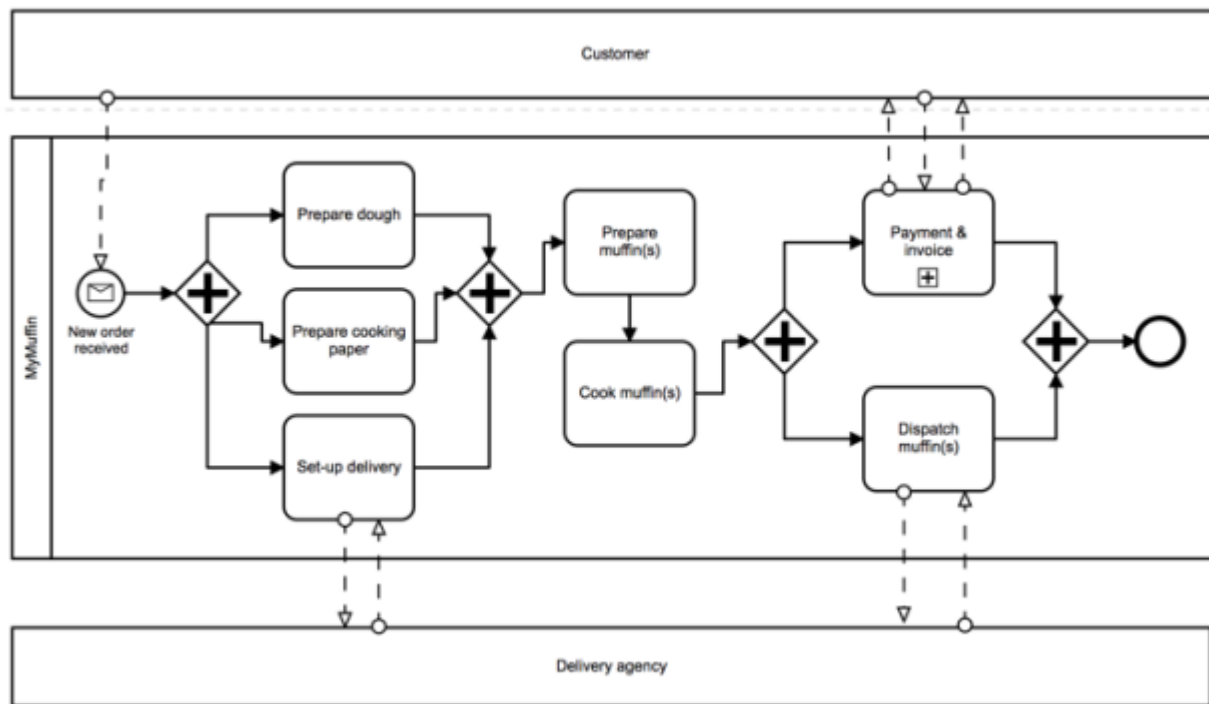 Customer
MyMuffin
New order
received
Prepare dough
Prepare cooking
paper
Set-up delivery
Prepare
muffin(s)
Cook muffin(s)
Payment &
invoice
Dispatch
muffin(s)
Delivery agency